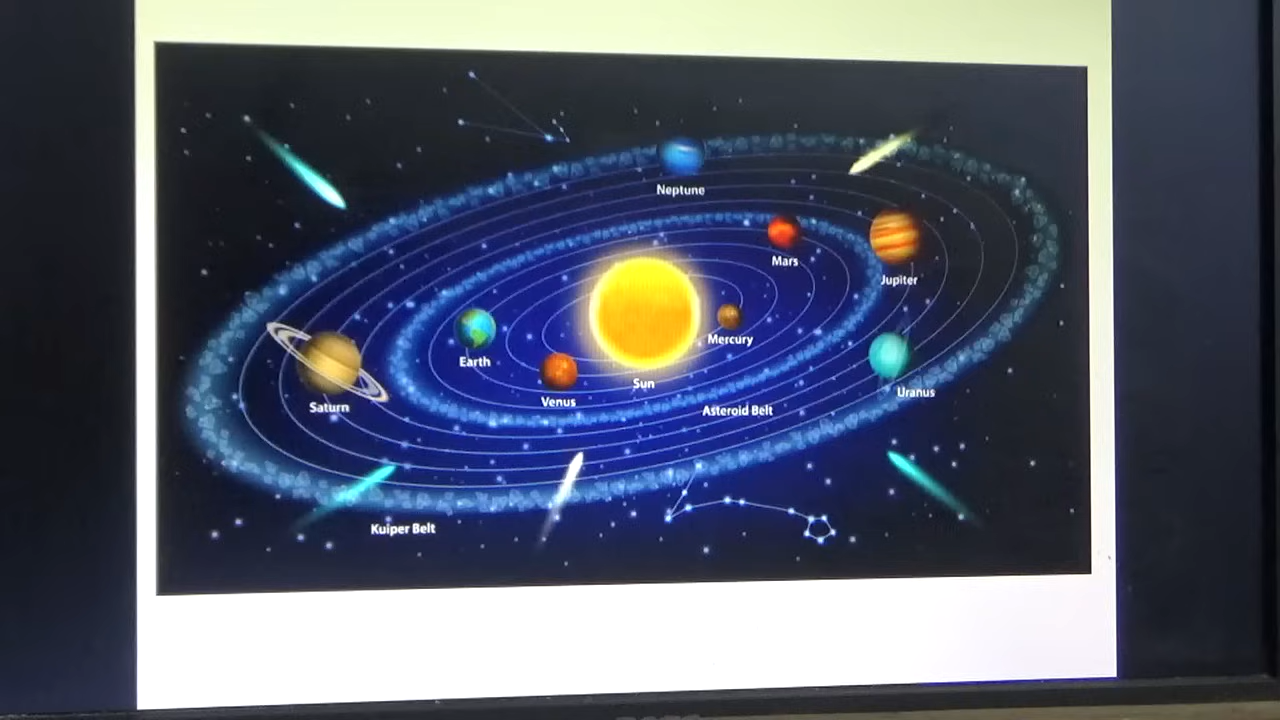 Neptune
Mars
Jupiter
Earth
Mercury
Venus
Sun
Saturn
Uranus
Asteroid Belt
Kuiper Belt